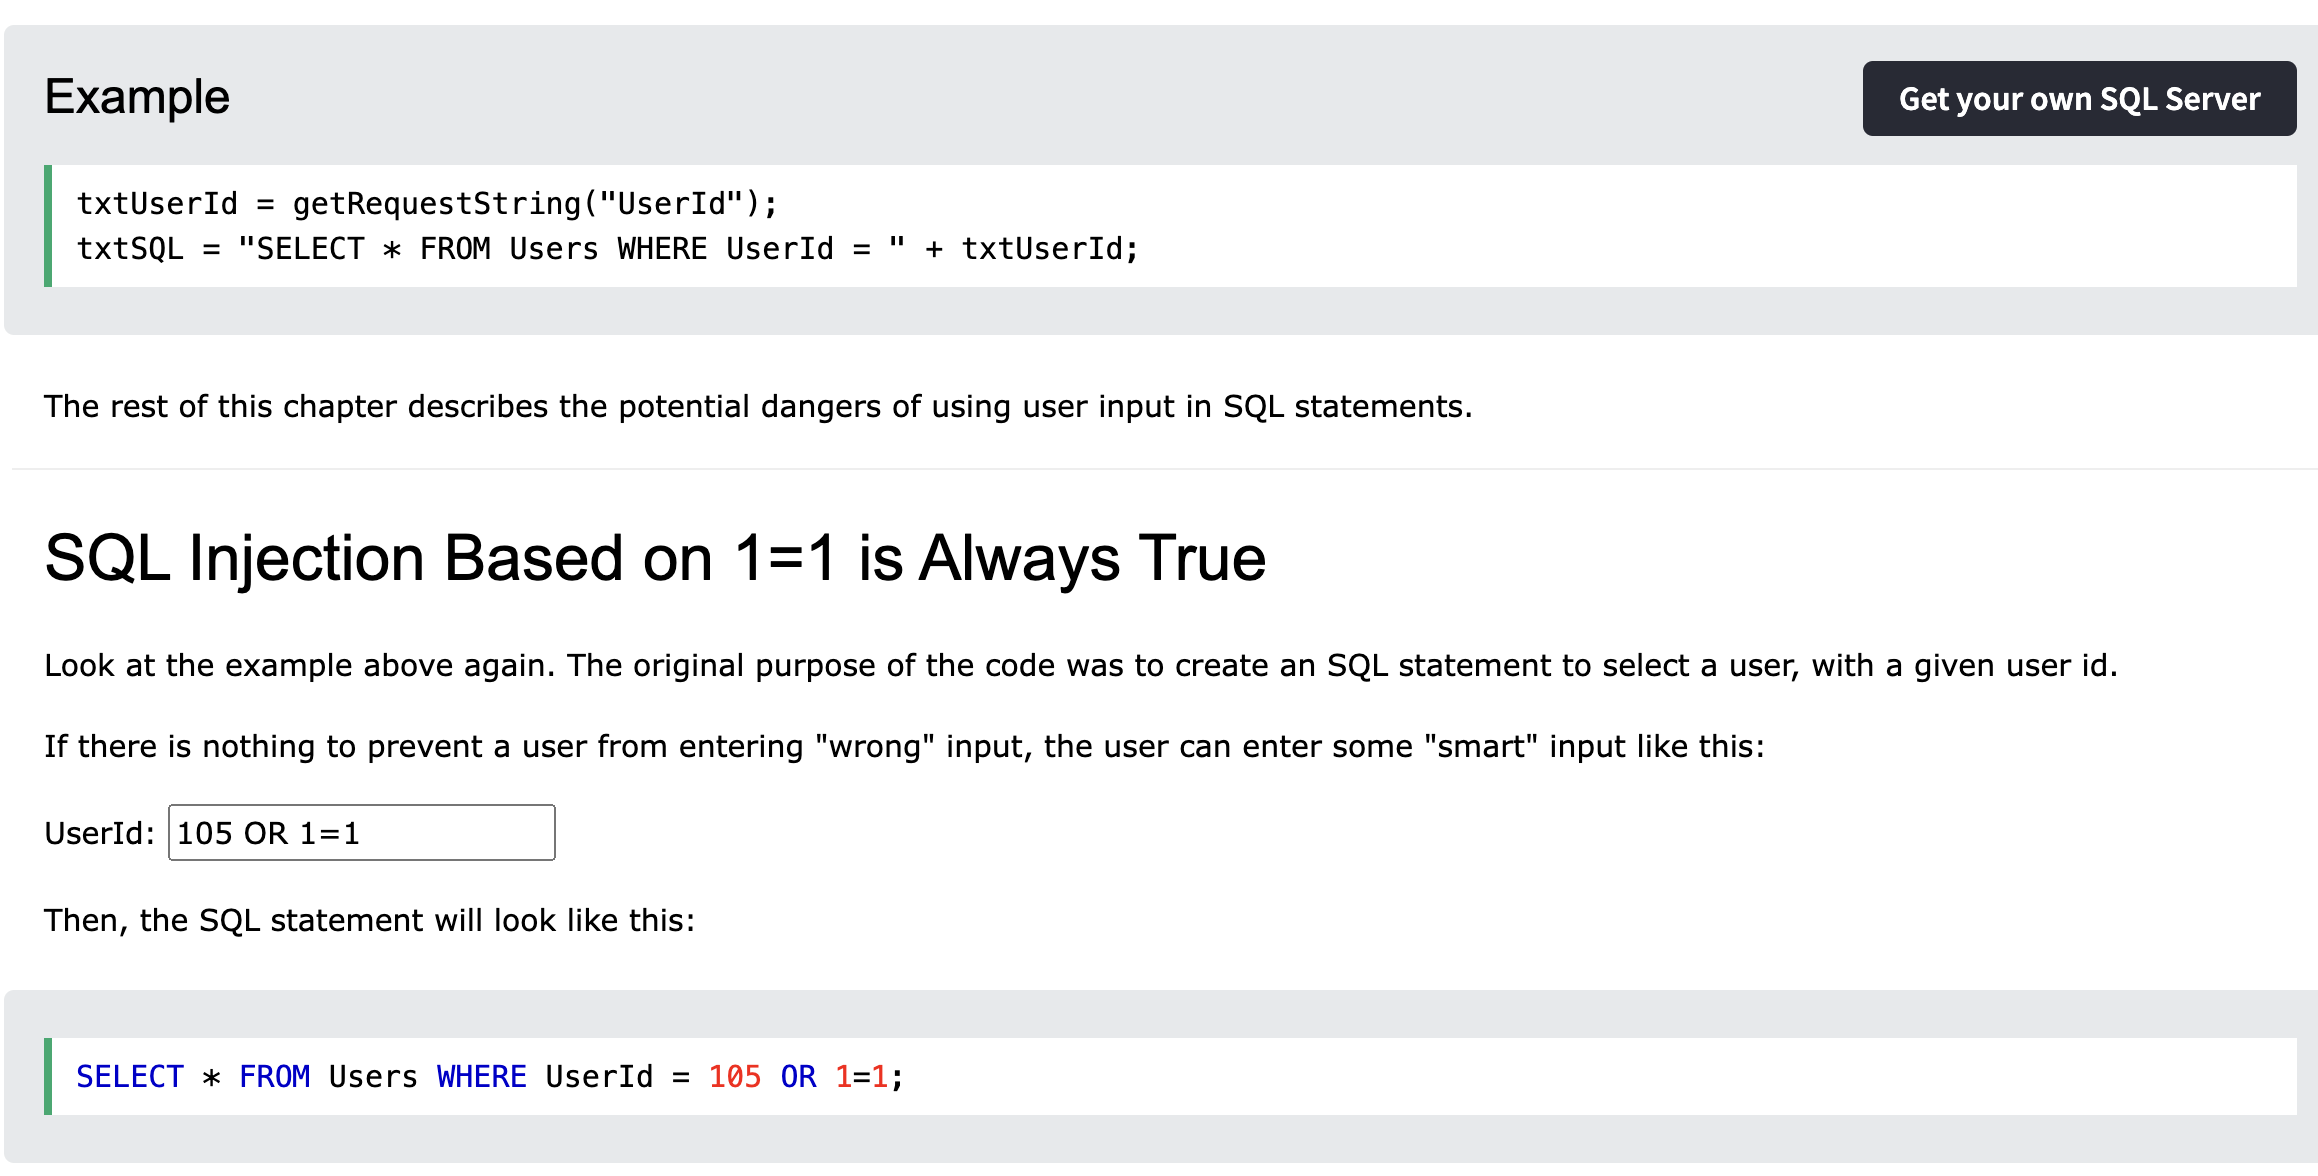 Example
Get your own SQL Server
txtUserId = getRequestString("UserId");
txtSQL = "SELECT * FROM Users WHERE UserId = " + txtUserId;
The rest of this chapter describes the potential dangers of using user input in SQL statements.
SQL Injection Based on 1=1 is Always True
Look at the example above again. The original purpose of the code was to create an SQL statement to select a user, with a given user id.
If there is nothing to prevent a user from entering "wrong" input, the user can enter some "smart" input like this:
UserId: 105 OR 1=1
Then, the SQL statement will look like this:
SELECT * FROM Users WHERE UserId = 105 OR 1=1;